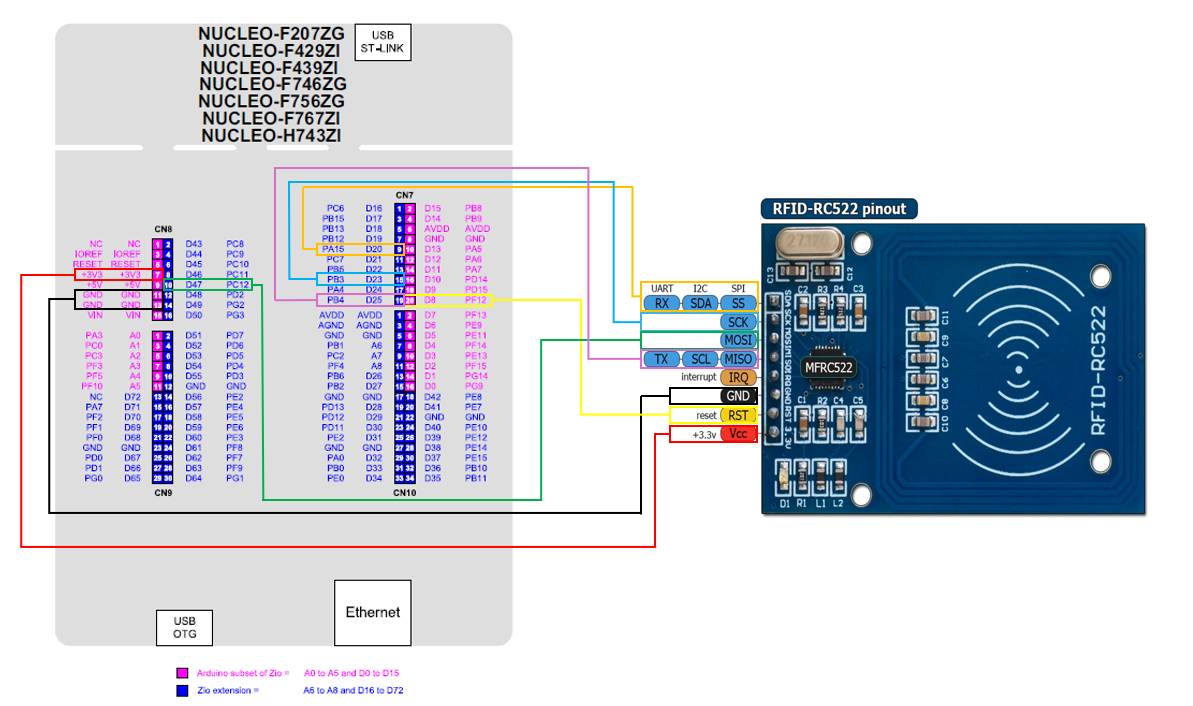 NUCLEO-F207ZG
NUCLEO-F429ZI
NUCLEO-F439ZI
NUCLEO-F746ZG
NUCLEO-F756ZG
NUCLEO-F767ZI
NUCLEO-H743ZI
USB
ST-LINK
CN7
PC6 D16 1 2 D15 PB8
PB15 D17 3 4 D14 PB9
PB13 D18 5 6 AVDD AVDD
PB12 D19 7 8 GND GND
PA15 D20 9 10 D13 PA5
PC7 D21 11 12 D12 PA6
PB5 D22 13 14 D11 PA7
PB3 D23 15 16 D10 PD14
PA4 D24 17 18 D9 PD15
PB4 D25 19 20 D8 PF12
AVDD AVDD 1 2 D7 PF13
AGND AGND 3 4 D6 PE9
GND GND 5 6 D5 PE11
PB1 A6 7 8 D4 PF14
PC2 A7 9 10 D3 PE13
PF4 A8 11 12 D2 PF15
PB6 D26 13 14 D1 PG14
PB2 D27 15 16 D0 PG9
GND GND 17 18 D42 PE8
PD13 D28 19 20 D41 PE7
PD12 D29 21 22 GND GND
PD11 D30 23 24 D40 PE10
PE2 D31 25 26 D39 PE12
GND GND 27 28 D38 PE14
PA0 D32 29 30 D37 PE15
PB0 D33 31 32 D36 PB10
PE0 D34 33 34 D35 PB11
CN10
CN8
NC NC 1 2 D43 PC8
IOREF IOREF 3 4 D44 PC9
RESET RESET 5 6 D45 PC10
+3V3 +3V3 7 8 D46 PC11
+5V +5V 9 10 D47 PC12
GND GND 11 12 D48 PD2
GND GND 13 14 D49 PG2
VIN VIN 15 16 D50 PG3
PA3 A0 1 2 D51 PD7
PC0 A1 3 4 D52 PD6
PC3 A2 5 6 D53 PD5
PF3 A3 7 8 D54 PD4
PF5 A4 9 10 D55 PD3
PF10 A5 11 12 GND GND
NC D72 13 14 D56 PE2
PA7 D71 15 16 D57 PE4
PF2 D70 17 18 D58 PE5
PF1 D69 19 20 D59 PE6
PF0 D68 21 22 D60 PE3
GND GND 23 24 D61 PF8
PD0 D67 25 26 D62 PF7
PD1 D66 27 28 D63 PF9
PG0 D65 29 30 D64 PG1
CN9
RFID-RC522 pinout
UART I2C SPI
RX SDA SS
SCK
MOSI
TX SCL MISO
interrupt IRQ
GND
reset RST
+3.3v Vcc
27.12
C13
C12
C2 R3 R4 C3
SDA
SCK
MOSI
MISO
IRQ
GND
RST
3.3V
MFRC522
C1 R2 C4 C5
D1 R1 L1 L2
C11
C9
C7
C6
C8
C10
RFID-RC522
Ethernet
USB
OTG
Arduino subset of Zio = A0 to A5 and D0 to D15
Zio extension = A6 to A8 and D16 to D72